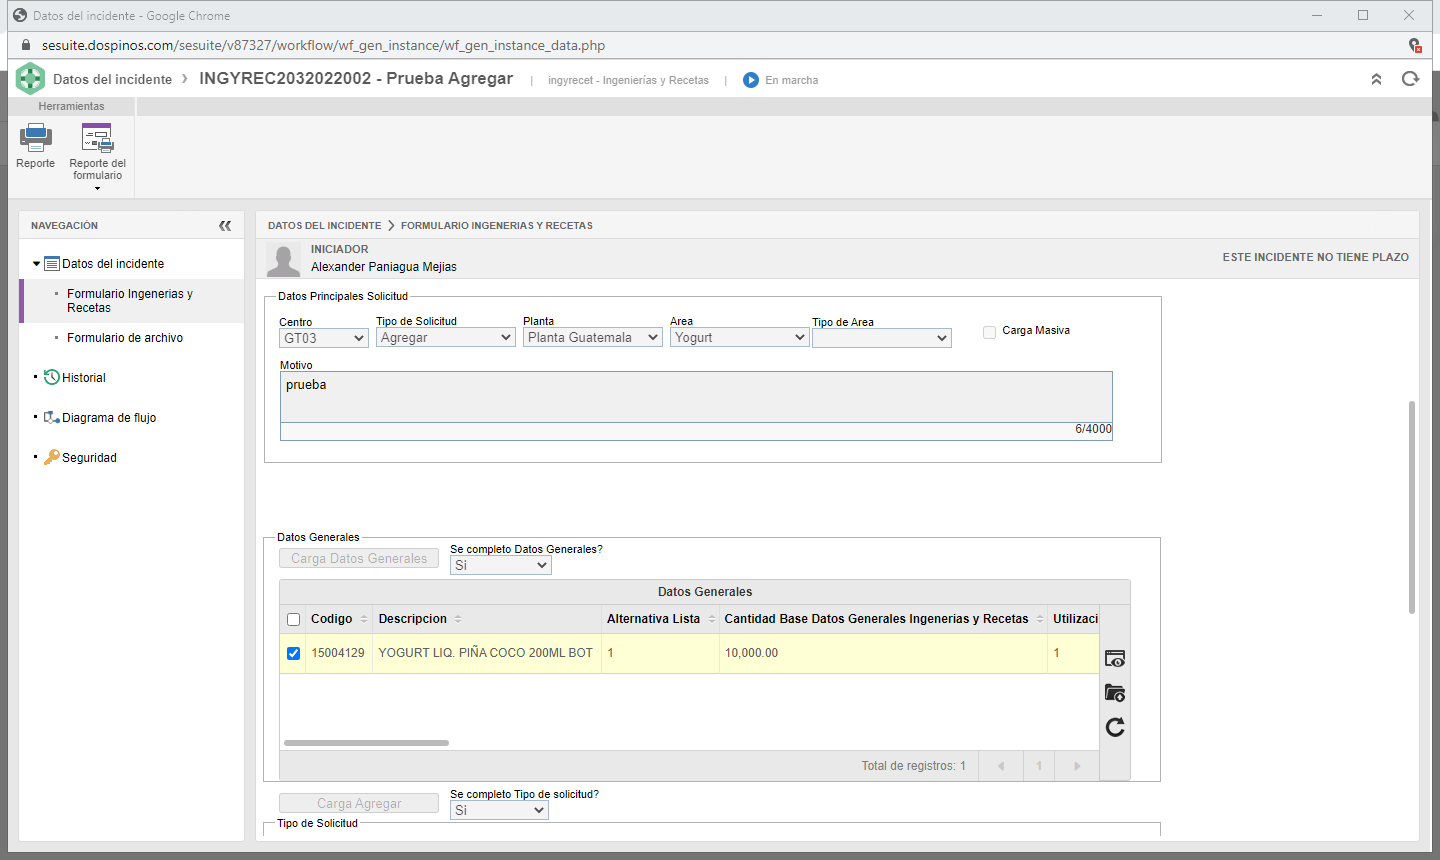 Datos del incidente - Google Chrome
sesuite.dospinos.com/sesuite/v87327/workflow/wf_gen_instance/wf_gen_instance_data.php
Datos del incidente > INGYREC2032022002 - Prueba Agregar | ingyrecet - Ingenierías y Recetas | En marcha
Herramientas
Reporte
Reporte del
formulario
NAVEGACIÓN
Datos del incidente
Formulario Ingenerias y
Recetas
Formulario de archivo
Historial
Diagrama de flujo
Seguridad
DATOS DEL INCIDENTE > FORMULARIO INGENERIAS Y RECETAS
INICIADOR
Alexander Paniagua Mejias
ESTE INCIDENTE NO TIENE PLAZO
Datos Principales Solicitud
Centro Tipo de Solicitud Planta Area Tipo de Area
GT03 Agregar Planta Guatemala Yogurt Carga Masiva
Motivo
prueba
6/4000
Datos Generales
Carga Datos Generales
Se completo Datos Generales?
Si
Datos Generales
Codigo Descripcion Alternativa Lista Cantidad Base Datos Generales Ingenerias y Recetas Utilizaci
15004129 YOGURT LIQ. PIÑA COCO 200ML BOT 1 10,000.00 1
Total de registros: 1 1
Carga Agregar
Se completo Tipo de solicitud?
Si
Tipo de Solicitud